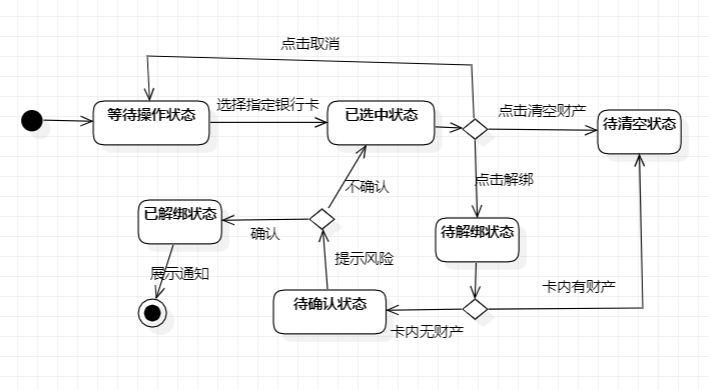 点击取消
选择指定银行卡
点击清空财产
等待操作状态
已选中状态
待清空状态
不确认
点击解绑
已解绑状态
确认
待解绑状态
提示风险
展示通知
卡内有财产
待确认状态
卡内无财产